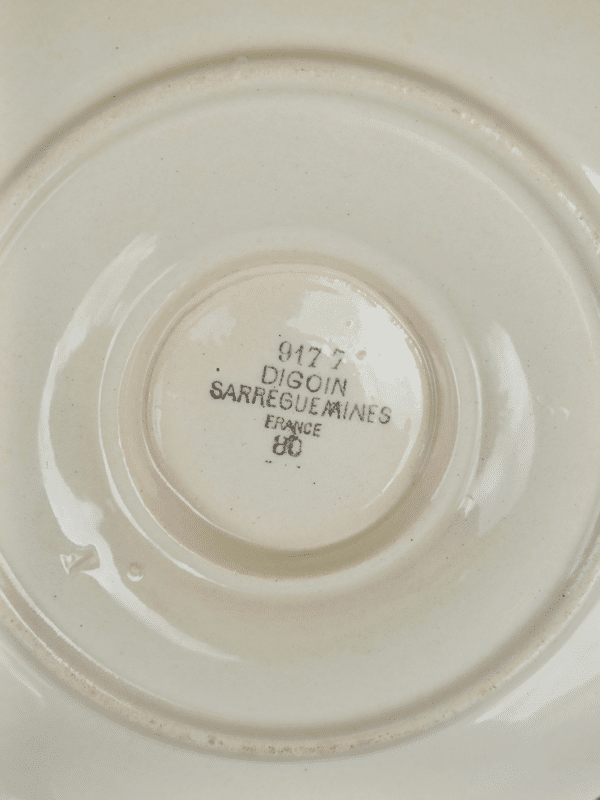 917 7
DIGOIN
SARREGUEMINES
FRANCE
80